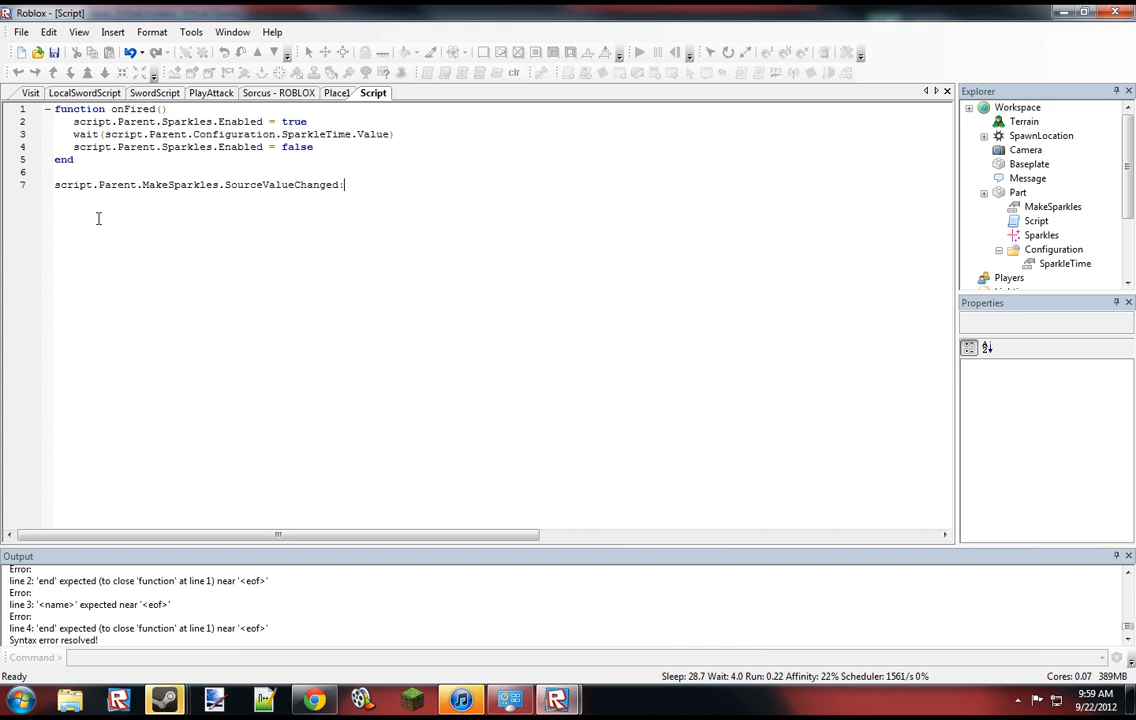 Roblox - [Script]
File Edit View Insert Format Tools Window Help
clr
Visit LocalSwordScript SwordScript PlayAttack Sorcus - ROBLOX Place1 Script
1 function onFired()
2 script.Parent.Sparkles.Enabled = true
3 wait(script.Parent.Configuration.SparkleTime.Value)
4 script.Parent.Sparkles.Enabled = false
5 end
6
7 script.Parent.MakeSparkles.SourceValueChanged:
Explorer
Workspace
Terrain
SpawnLocation
Camera
Baseplate
Message
Part
MakeSparkles
Script
Sparkles
Configuration
SparkleTime
Players
Properties
Output
Error:
line 2: 'end' expected (to close 'function' at line 1) near '<eof>'
Error:
line 3: '<name>' expected near '<eof>'
Error:
line 4: 'end' expected (to close 'function' at line 1) near '<eof>'
Syntax error resolved!
Command >
Ready Sleep: 28.7 Wait: 4.0 Run: 0.22 Affinity: 22% Scheduler: 1561/s 0% Cores: 0.07 389MB
9:59 AM
9/22/2012